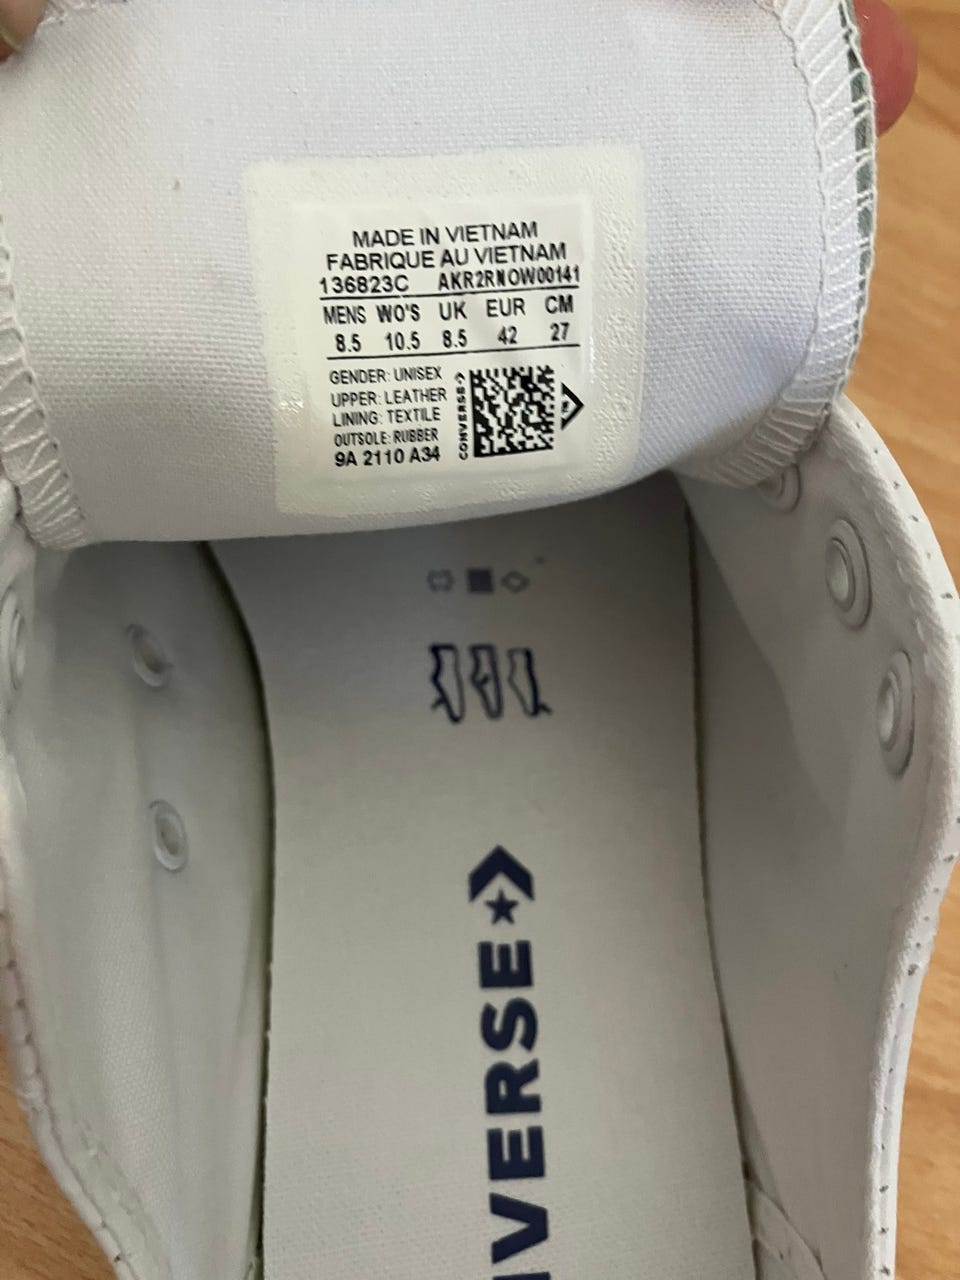 MADE IN VIETNAM
FABRIQUE AU VIETNAM
136823C AKR2RNOW00141
MENS WO'S UK EUR CM
8.5 10.5 8.5 42 27
GENDER: UNISEX
UPPER: LEATHER
LINING: TEXTILE
OUTSOLE: RUBBER
9A 2110 A34
CONVERSE
NVERSE